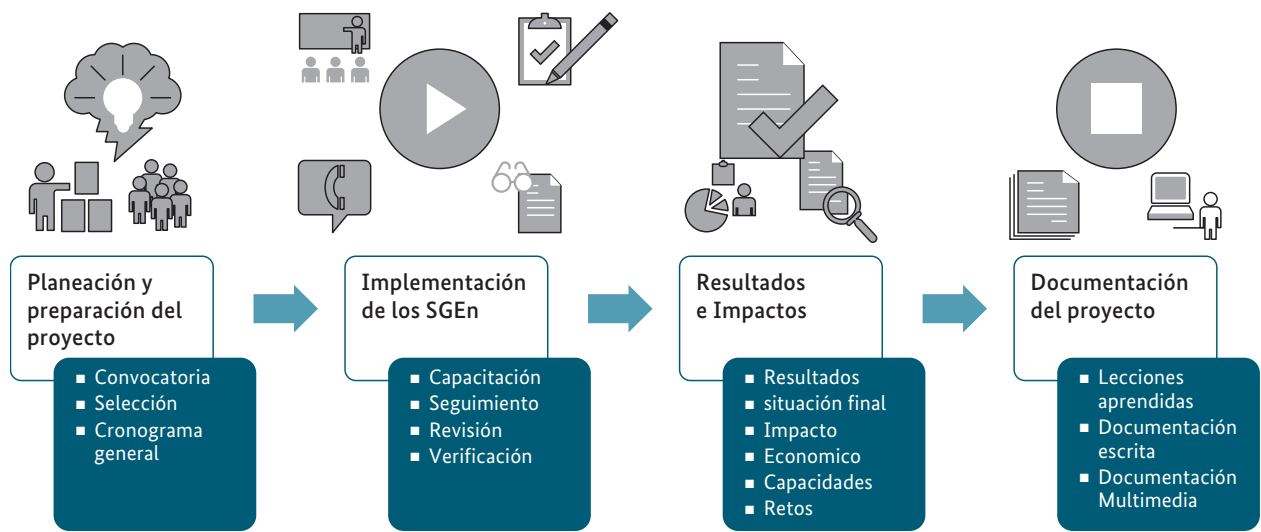 Planeación y
preparación del
proyecto
Convocatoria
Selección
Cronograma
general
Implementación
de los SGEn
Capacitación
Seguimiento
Revisión
Verificación
Resultados
e Impactos
Resultados
situación final
Impacto
Economico
Capacidades
Retos
Documentación
del proyecto
Lecciones
aprendidas
Documentación
escrita
Documentación
Multimedia